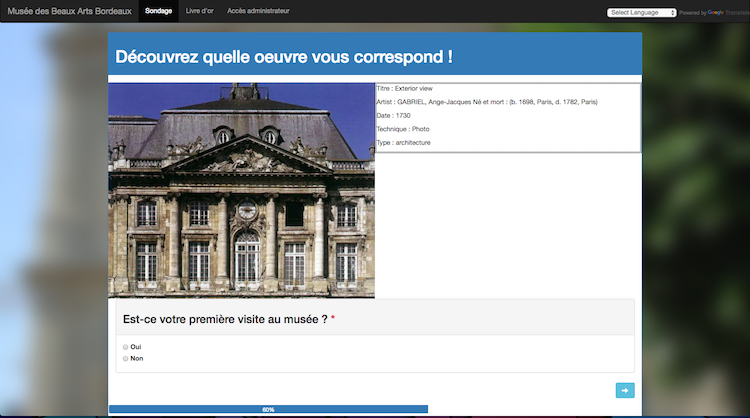 Musée des Beaux Arts Bordeaux Sondage Livre d'or Accès administrateur Select Language Powered by Google Translate
Découvrez quelle oeuvre vous correspond !
Titre : Exterior view
Artist : GABRIEL, Ange-Jacques Né et mort : (b. 1698, Paris, d. 1782, Paris)
Date : 1730
Technique : Photo
Type : architecture
Est-ce votre première visite au musée ? *
Oui
Non
60%